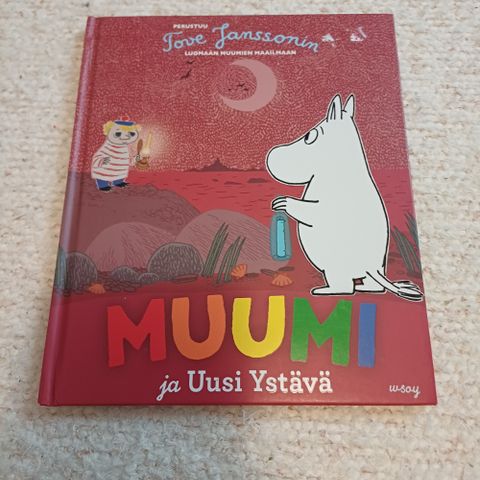 PERUSTUU
Tove Janssonin
LUOMAAN MUUMIEN MAAILMAAN
MUUMI
ja Uusi Ystävä
wsoy